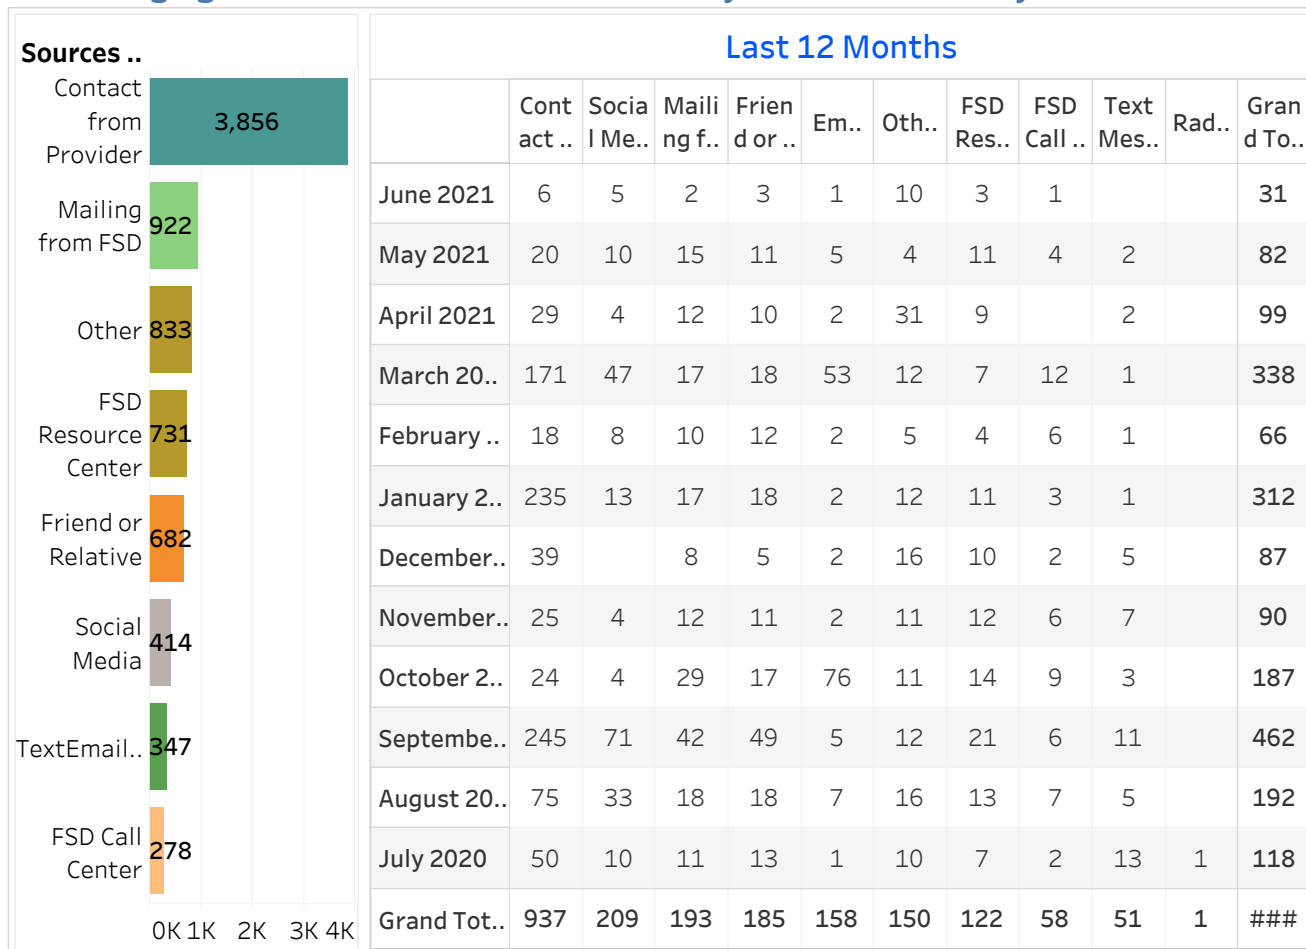 Sources ..
Contact
from
Provider
3,856
Mailing
from FSD
922
Other
833
FSD
Resource
Center
731
Friend or
Relative
682
Social
Media
414
TextEmail..
347
FSD Call
Center
278
0K 1K 2K 3K 4K
Last 12 Months
Cont Socia Maili Frien Em.. Oth.. FSD FSD Text Rad.. Gran
act .. l Me.. ng f.. d or .. Res.. Call .. Mes.. d To..
June 2021 6 5 2 3 1 10 3 1 31
May 2021 20 10 15 11 5 4 11 4 2 82
April 2021 29 4 12 10 2 31 9 2 99
March 20.. 171 47 17 18 53 12 7 12 1 338
February .. 18 8 10 12 2 5 4 6 1 66
January 2.. 235 13 17 18 2 12 11 3 1 312
December.. 39 8 5 2 16 10 2 5 87
November.. 25 4 12 11 2 11 12 6 7 90
October 2.. 24 4 29 17 76 11 14 9 3 187
Septembe.. 245 71 42 49 5 12 21 6 11 462
August 20.. 75 33 18 18 7 16 13 7 5 192
July 2020 50 10 11 13 1 10 7 2 13 1 118
Grand Tot.. 937 209 193 185 158 150 122 58 51 1 ###